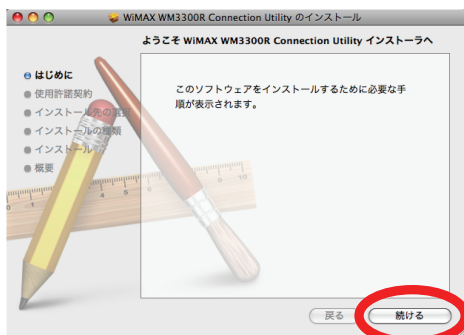 WiMAX WM3300R Connection Utility のインストール
ようこそ WiMAX WM3300R Connection Utility インストーラへ
はじめに
使用許諾契約
インストール先の選択
インストールの種類
インストール
概要
このソフトウェアをインストールするために必要な手
順が表示されます。
戻る
続ける